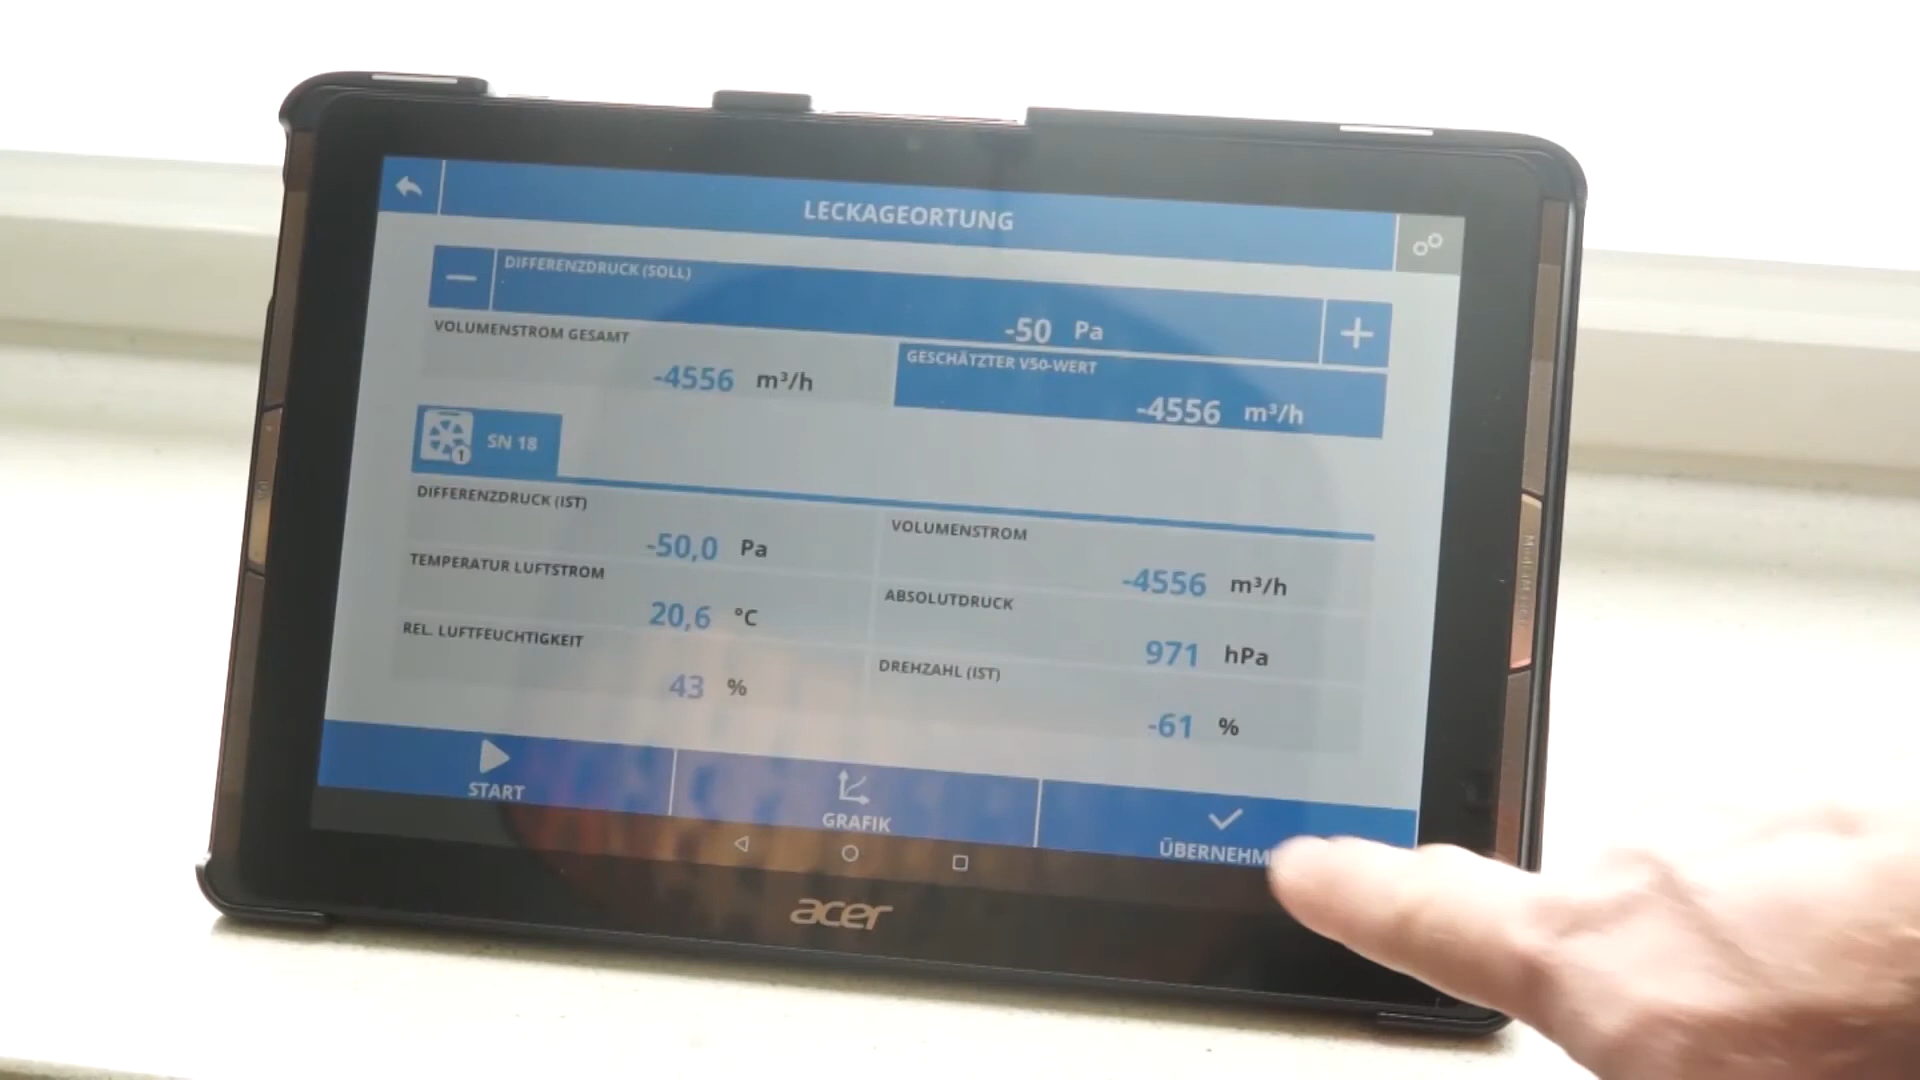 LECKAGEORTUNG
DIFFERENZDRUCK (SOLL)
-50 Pa
VOLUMENSTROM GESAMT
-4556 m³/h
GESCHÄTZTER V50-WERT
-4556 m³/h
1 SN 18
DIFFERENZDRUCK (IST)
-50,0 Pa
VOLUMENSTROM
-4556 m³/h
TEMPERATUR LUFTSTROM
20,6 °C
ABSOLUTDRUCK
971 hPa
REL. LUFTFEUCHTIGKEIT
43 %
DREHZAHL (IST)
-61 %
START
GRAFIK
ÜBERNEHM
acer